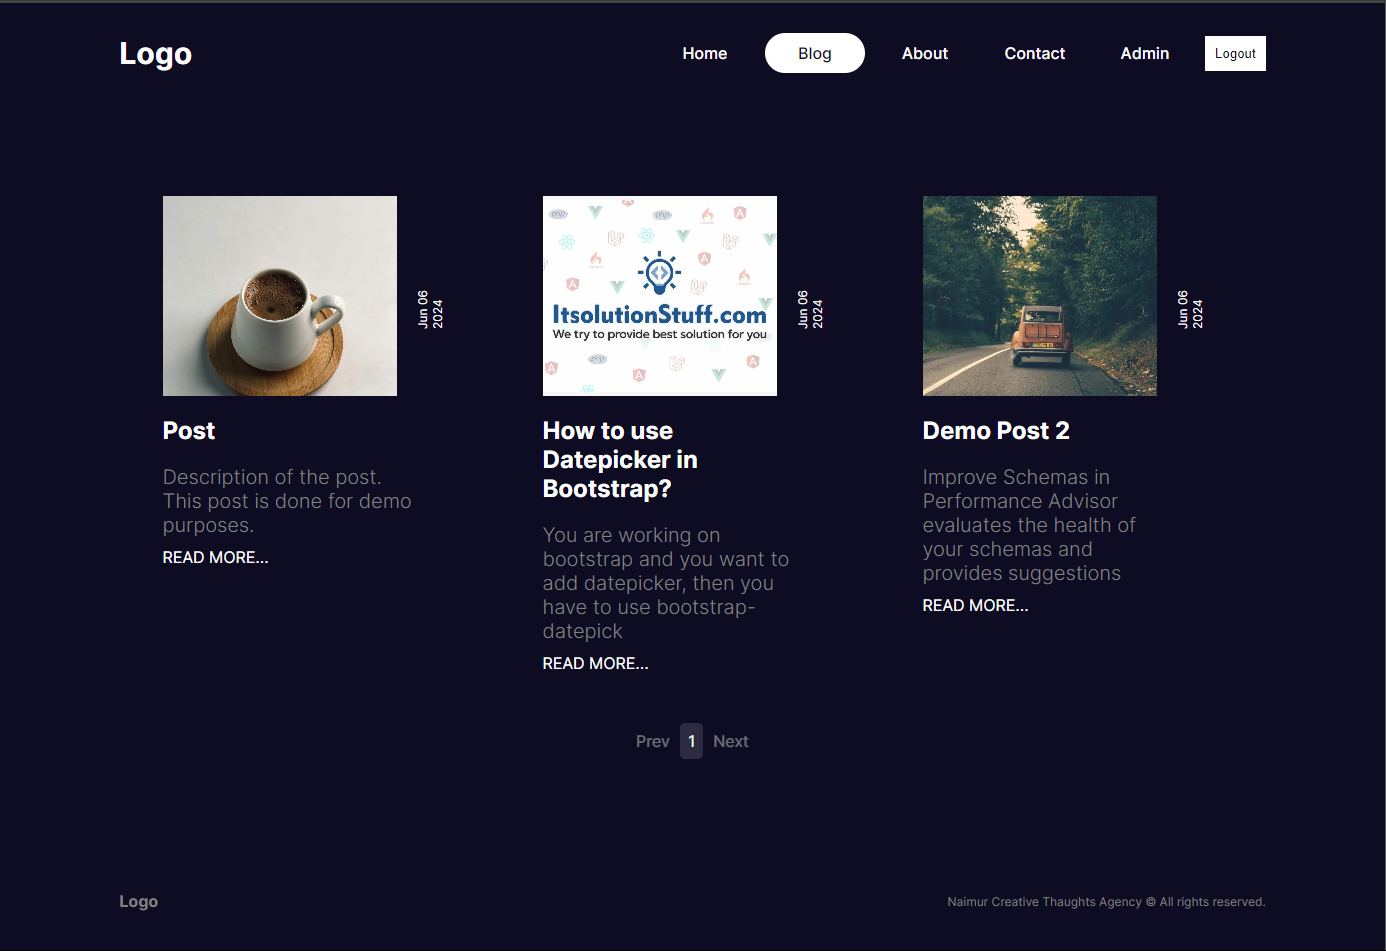 Logo
Home
Blog
About
Contact
Admin
Logout
Jun 06
2024
Post
Description of the post.
This post is done for demo
purposes.
READ MORE...
php
php
php
ItsolutionStuff.com
We try to provide best solution for you
Jun 06
2024
How to use
Datepicker in
Bootstrap?
You are working on
bootstrap and you want to
add datepicker, then you
have to use bootstrap-
datepick
READ MORE...
Jun 06
2024
Demo Post 2
Improve Schemas in
Performance Advisor
evaluates the health of
your schemas and
provides suggestions
READ MORE...
Prev
1
Next
Logo
Naimur Creative Thoughts Agency © All rights reserved.